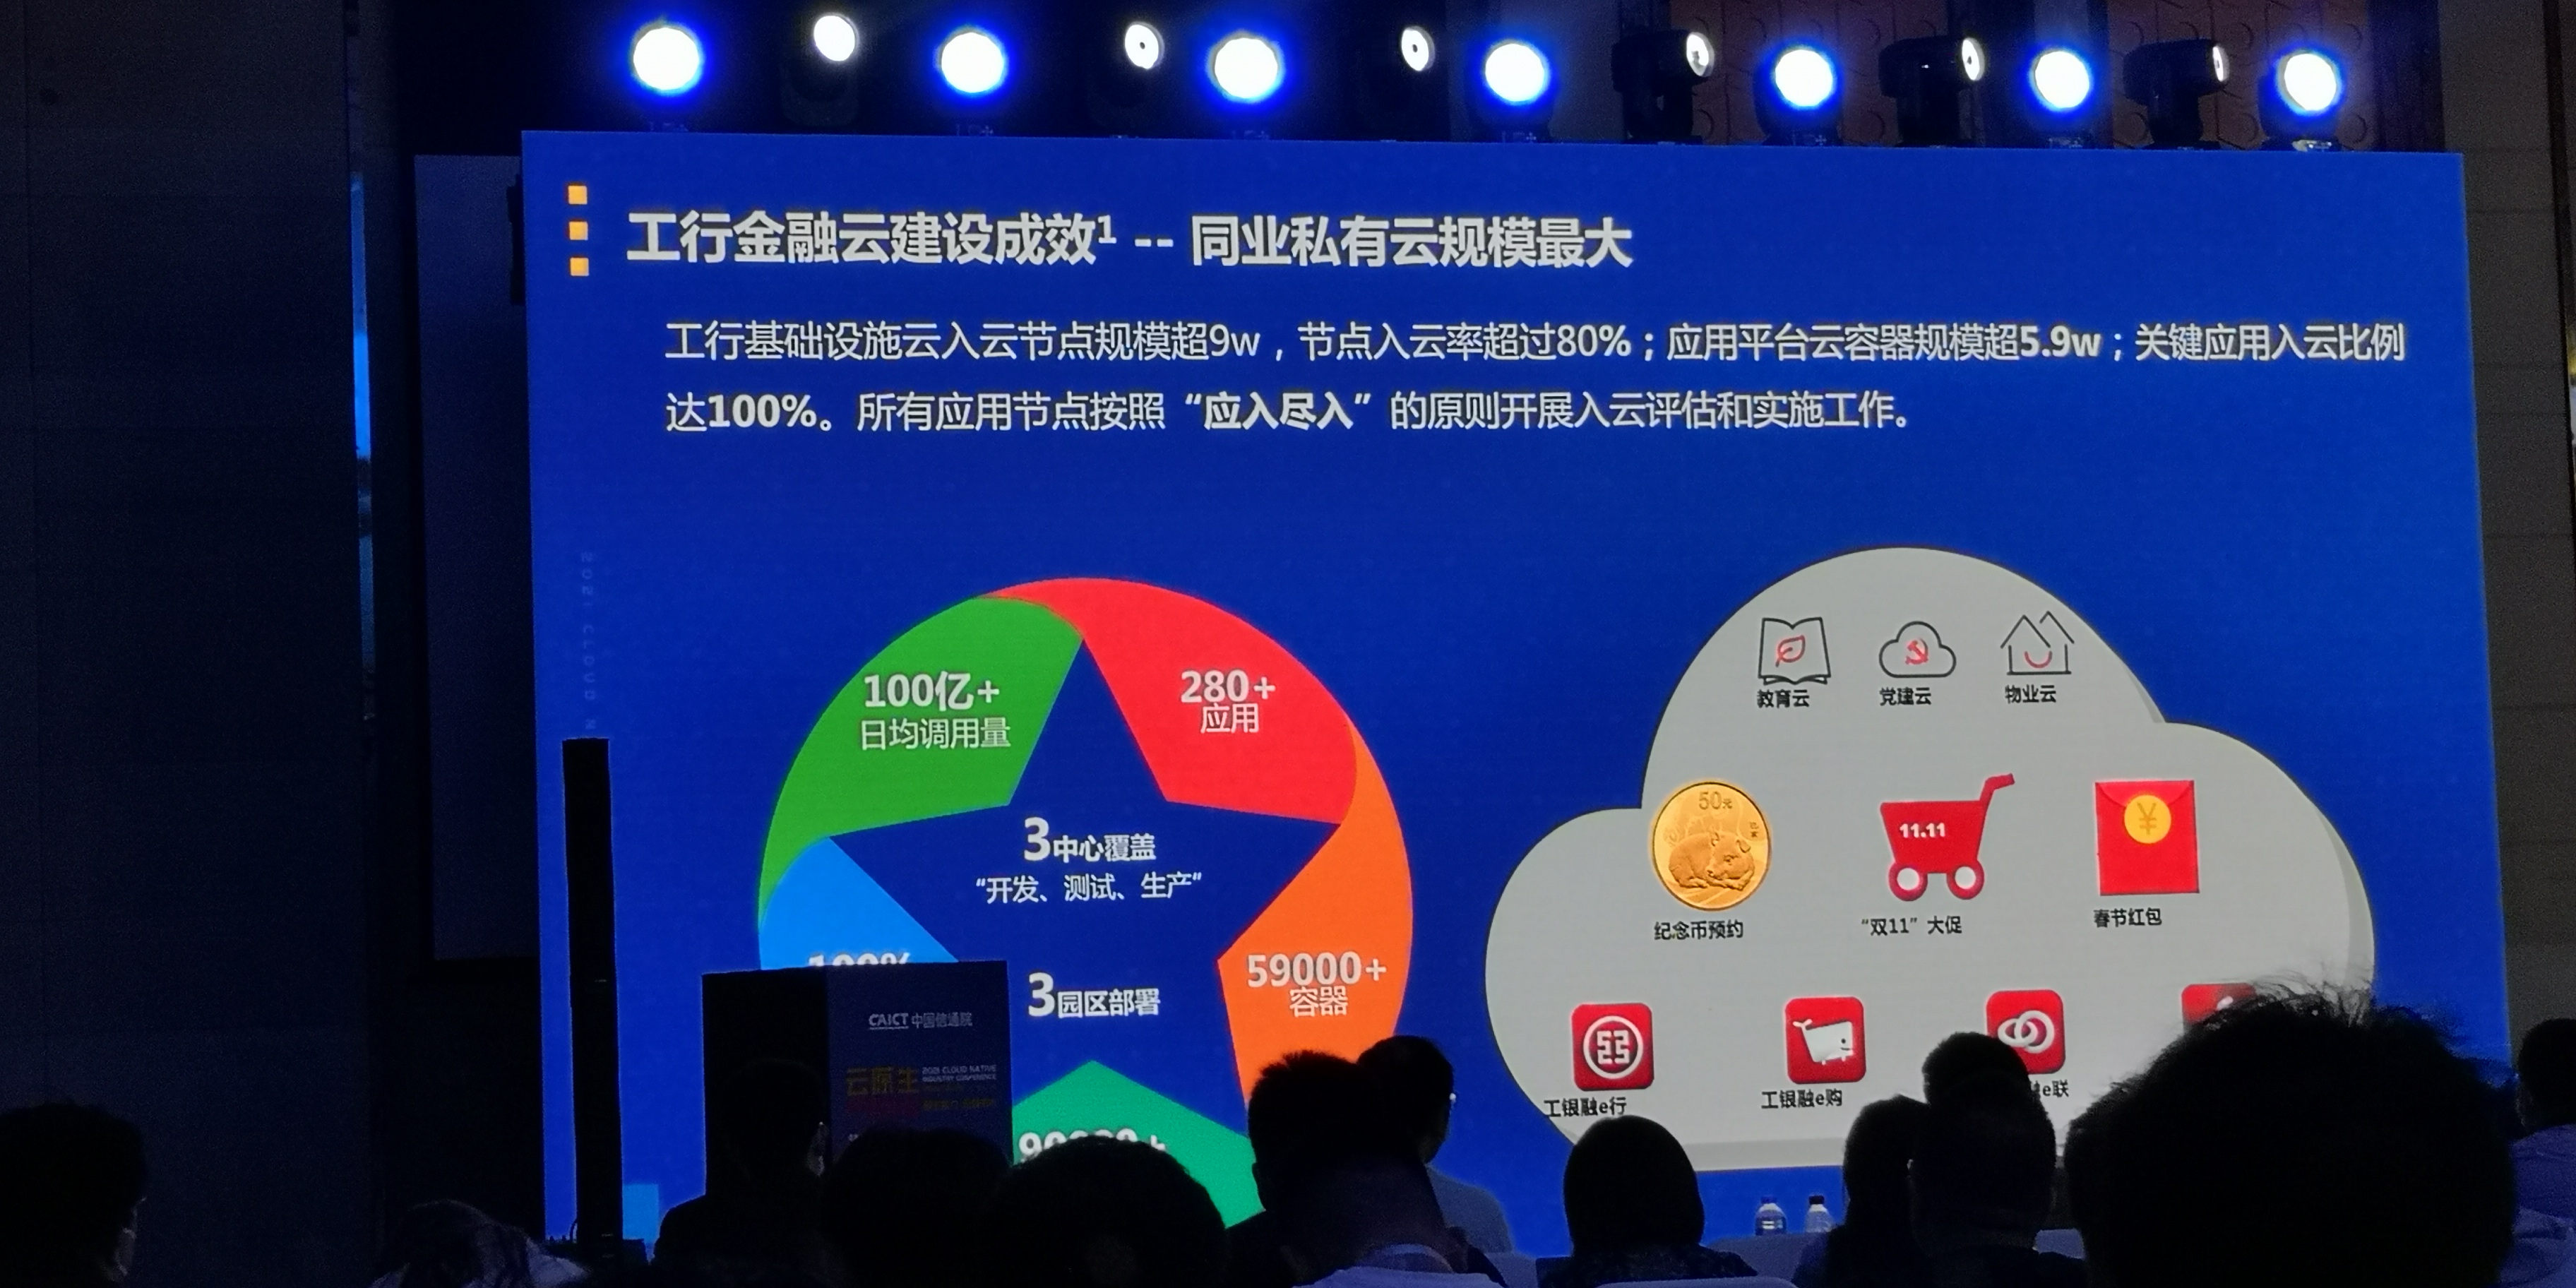 工行金融云建设成效¹ -- 同业私有云规模最大
工行基础设施云入云节点规模超9w，节点入云率超过80%；应用平台云容器规模超5.9w；关键应用入云比例
达100%。所有应用节点按照“应入尽入”的原则开展入云评估和实施工作。
100亿+
日均调用量
280+
应用
3中心覆盖
“开发、测试、生产”
3园区部署
59000+
容器
100%
教育云
党建云
物业云
50元
11.11
¥
纪念币预约
“双11”大促
春节红包
工银融e行
工银融e购
e联
CAICT 中国信通院
云原生
2021 CLOUD NATIVE
INDUSTRY CONFERENCE